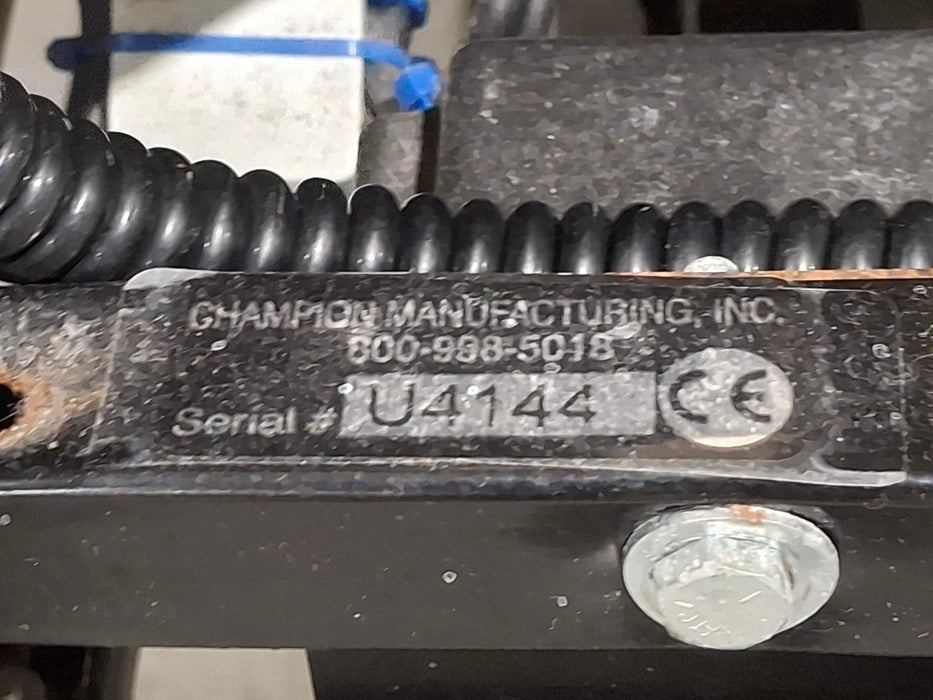 CHAMPION MANUFACTURING, INC.
800-998-5018
Serial # U4144 CE